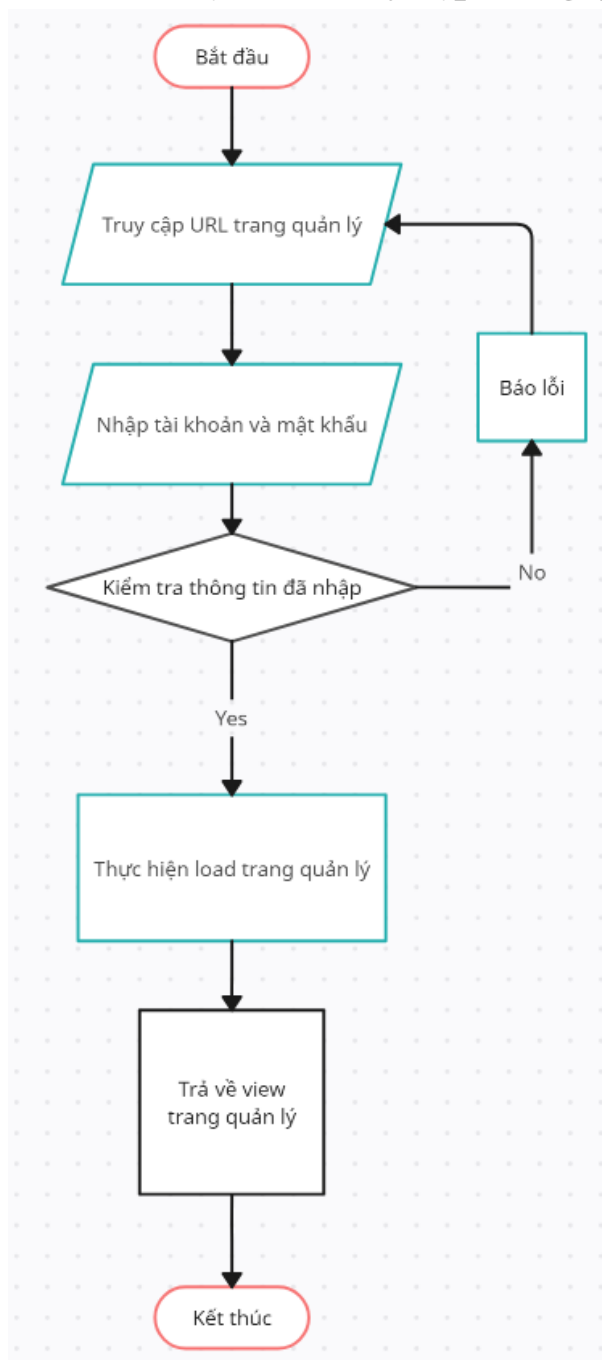 Bắt đầu
Truy cập URL trang quản lý
Báo lỗi
Nhập tài khoản và mật khẩu
Kiểm tra thông tin đã nhập
No
Yes
Thực hiện load trang quản lý
Trả về view
trang quản lý
Kết thúc